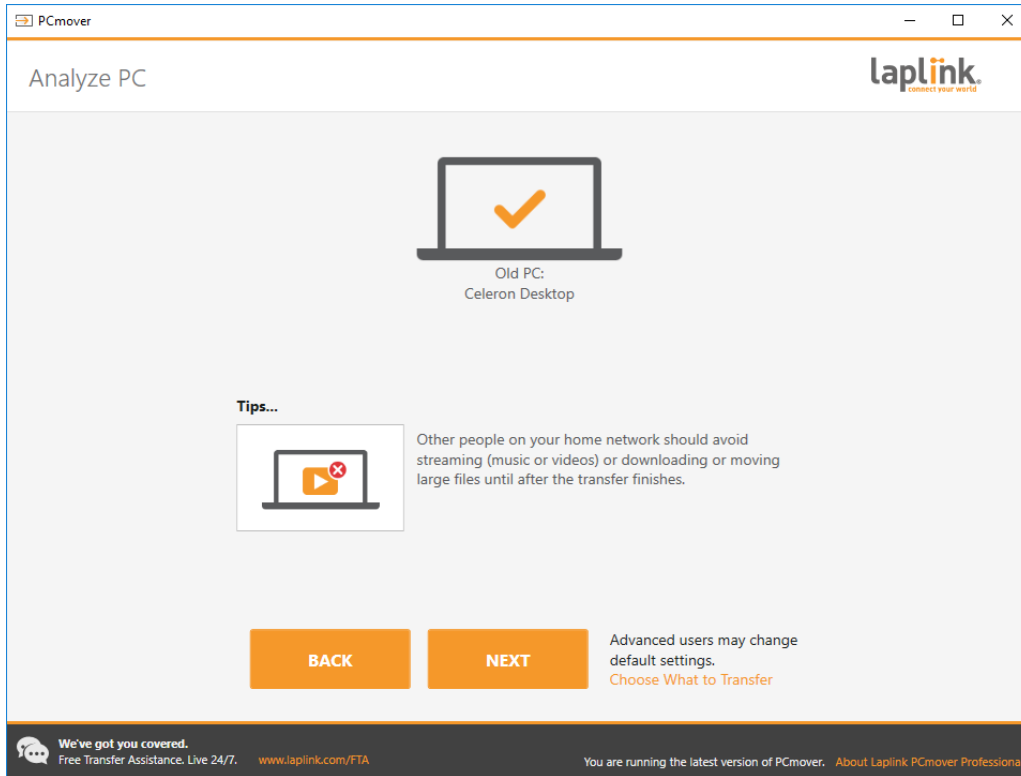 PCmover
Analyze PC
laplink.
connect your world
Old PC:
Celeron Desktop
Tips...
Other people on your home network should avoid
streaming (music or videos) or downloading or moving
large files until after the transfer finishes.
BACK
NEXT
Advanced users may change
default settings.
Choose What to Transfer
We've got you covered.
Free Transfer Assistance. Live 24/7. www.laplink.com/FTA
You are running the latest version of PCmover. About Laplink PCmover Professiona